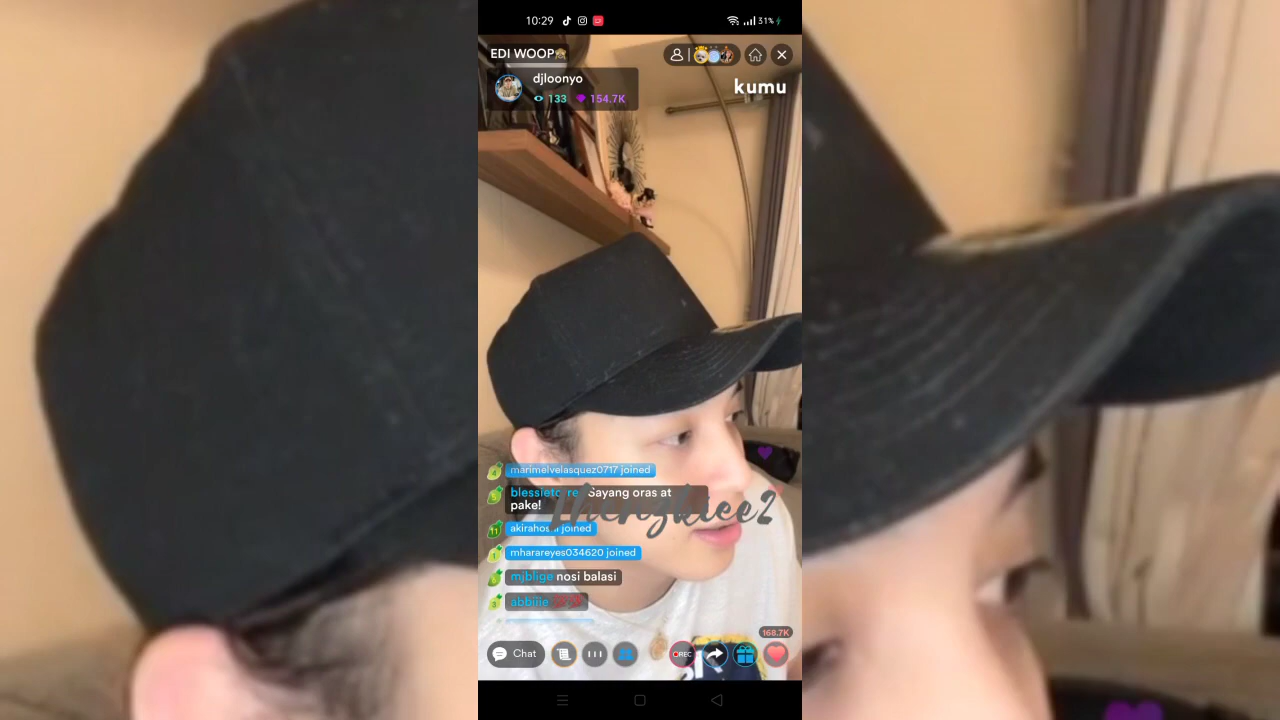 10:29
31%
EDI WOOP
djloonyo
133 154.7K
kumu
marimelvelasquez0717 joined
Sayang oras at
pake!
joined
mharareyes034620 joined
mjblige nosi balasi
abbiiie
168.7K
Chat
REC